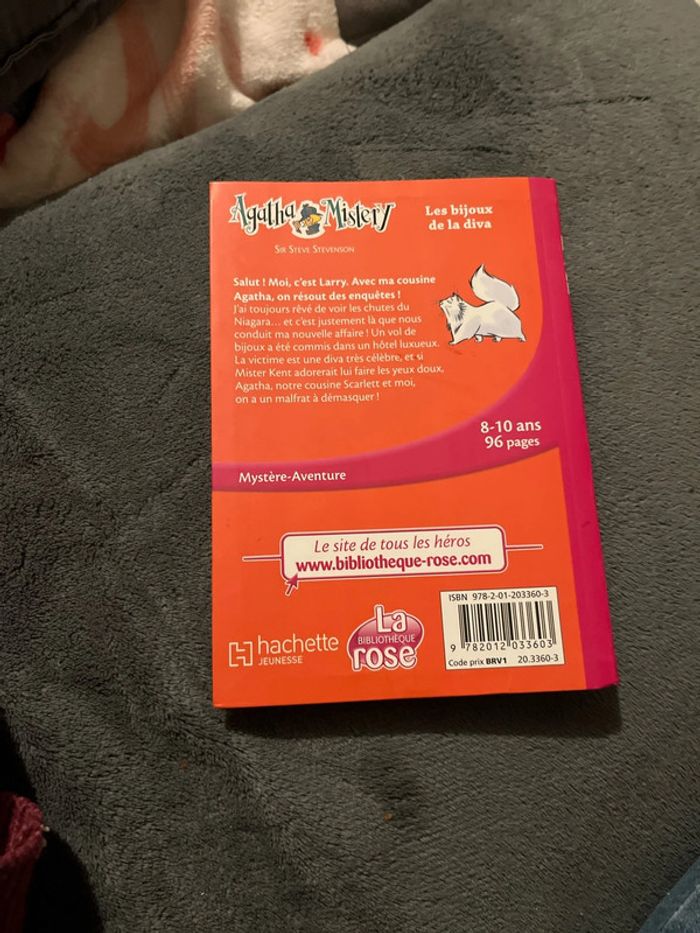 Agatha Mistery
SIR STEVE STEVENSON
Les bijoux
de la diva
Salut ! Moi, c'est Larry. Avec ma cousine
Agatha, on résout des enquêtes !
J'ai toujours rêvé de voir les chutes du
Niagara... et c'est justement là que nous
conduit ma nouvelle affaire ! Un vol de
bijoux a été commis dans un hôtel luxueux.
La victime est une diva très célèbre, et si
Mister Kent adorerait lui faire les yeux doux,
Agatha, notre cousine Scarlett et moi,
on a un malfrat à démasquer !
8-10 ans
96 pages
Mystère-Aventure
Le site de tous les héros
www.bibliotheque-rose.com
hachette
JEUNESSE
La
BIBLIOTHÈQUE
rose
ISBN 978-2-01-203360-3
9 782012 033603
Code prix BRV1 20.3360-3